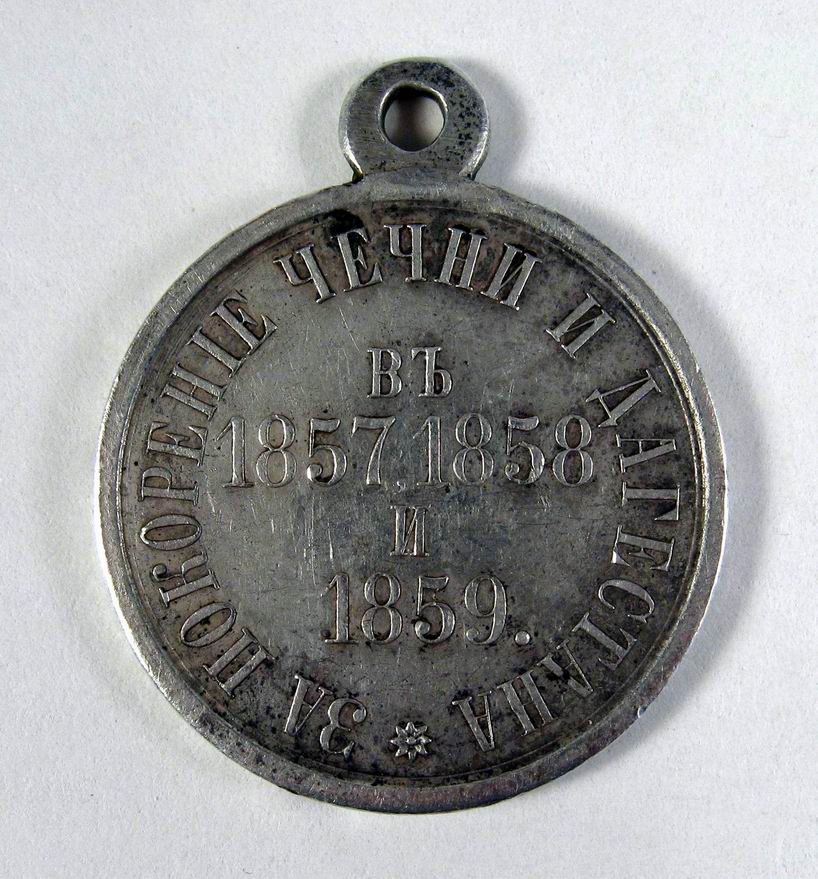 ЗА ПОКОРЕНІЕ ЧЕЧНИ И ДАГЕСТАНА
ВЪ
1857, 1858
И
1859.